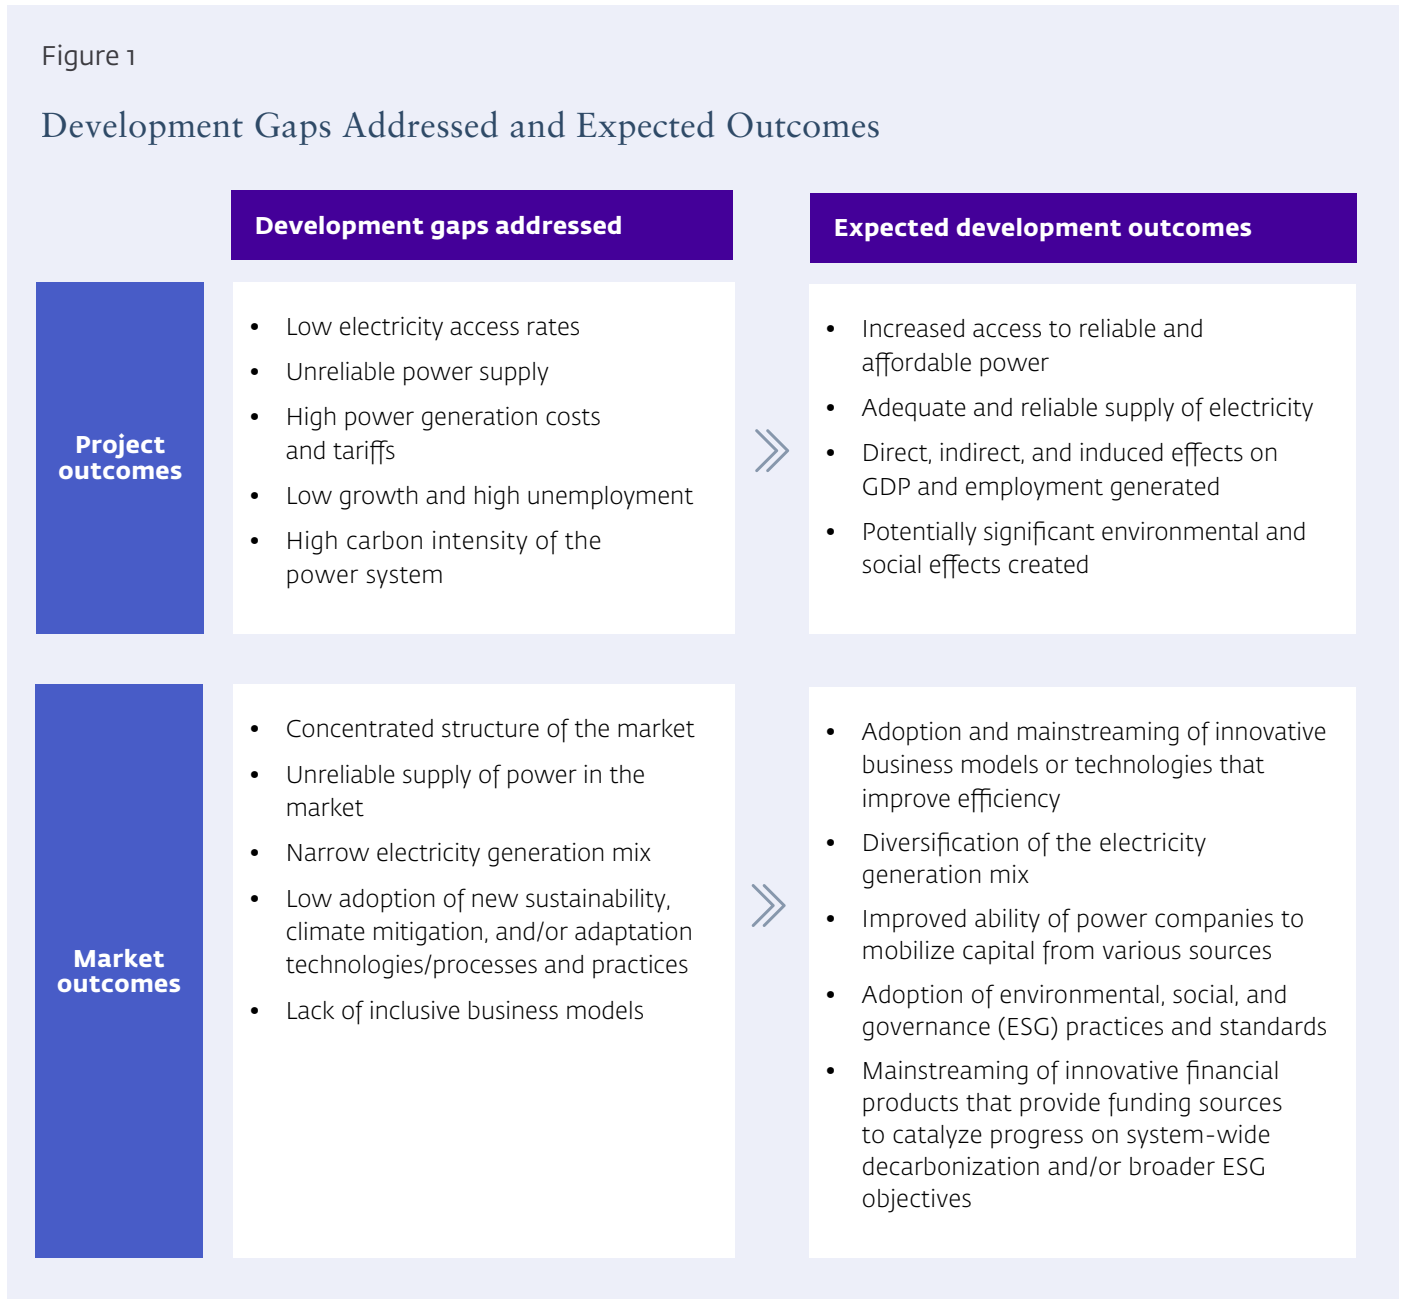 Figure 1
Development Gaps Addressed and Expected Outcomes
Development gaps addressed
Expected development outcomes
Project
outcomes
• Low electricity access rates
• Unreliable power supply
• High power generation costs
and tariffs
• Low growth and high unemployment
• High carbon intensity of the
power system
• Increased access to reliable and
affordable power
• Adequate and reliable supply of electricity
• Direct, indirect, and induced effects on
GDP and employment generated
• Potentially significant environmental and
social effects created
Market
outcomes
• Concentrated structure of the market
• Unreliable supply of power in the
market
• Narrow electricity generation mix
• Low adoption of new sustainability,
climate mitigation, and/or adaptation
technologies/processes and practices
• Lack of inclusive business models
• Adoption and mainstreaming of innovative
business models or technologies that
improve efficiency
• Diversification of the electricity
generation mix
• Improved ability of power companies to
mobilize capital from various sources
• Adoption of environmental, social, and
governance (ESG) practices and standards
• Mainstreaming of innovative financial
products that provide funding sources
to catalyze progress on system-wide
decarbonization and/or broader ESG
objectives